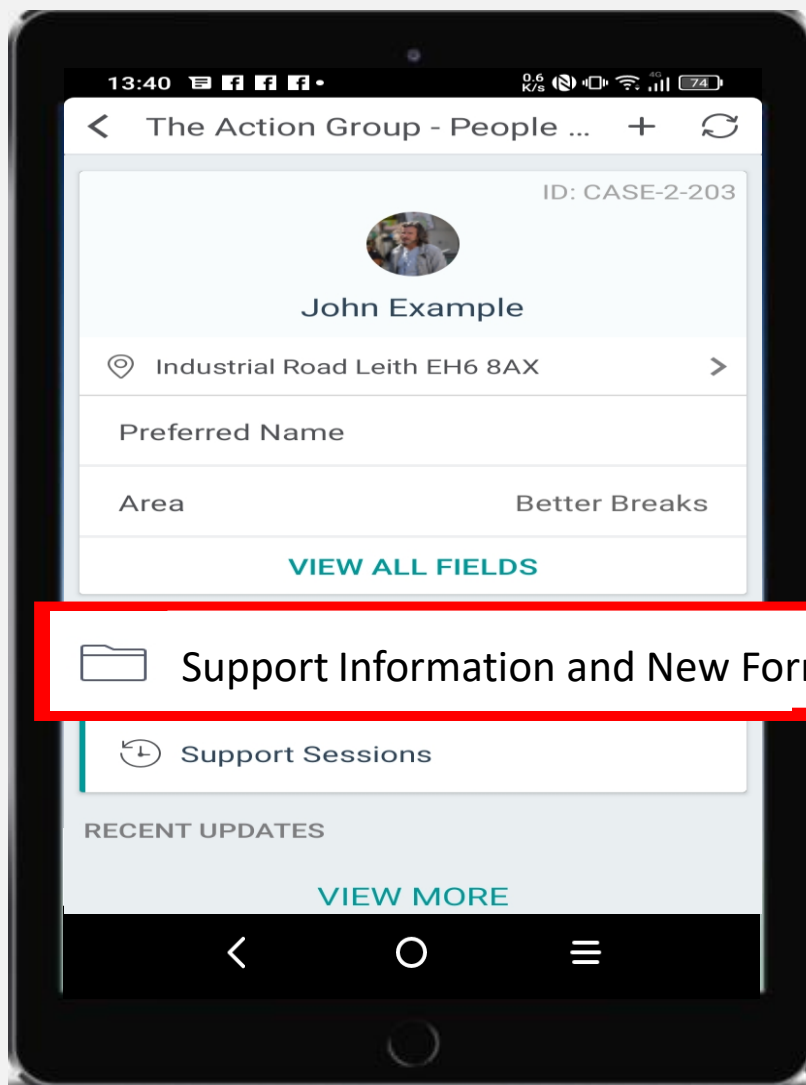 13:40 0.6 K/s 4G 74
The Action Group - People ...
ID: CASE-2-203
John Example
Industrial Road Leith EH6 8AX
Preferred Name
Area Better Breaks
VIEW ALL FIELDS
Support Information and New For
Support Sessions
RECENT UPDATES
VIEW MORE